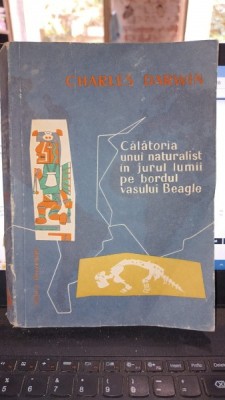 CHARLES DARWIN
Călătoria
unui naturalist
în jurul lumii
pe bordul
vasului Beagle